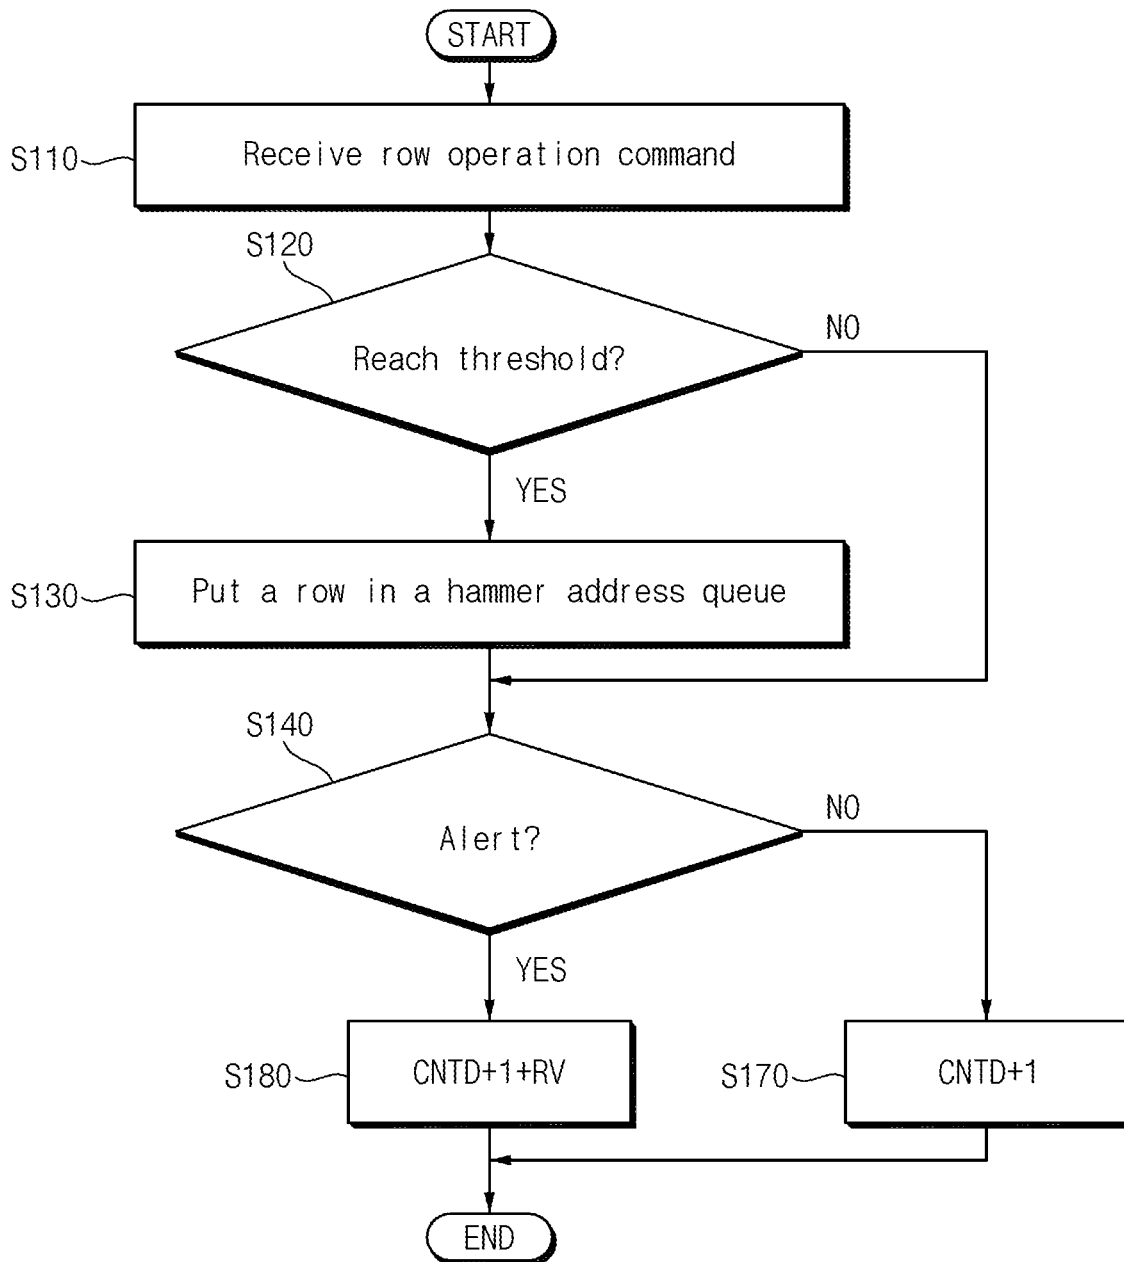 START
S110
Receive row operation command
S120
NO
Reach threshold?
YES
S130
Put a row in a hammer address queue
S140
NO
Alert?
YES
S180
CNTD+1+RV
S170
CNTD+1
END